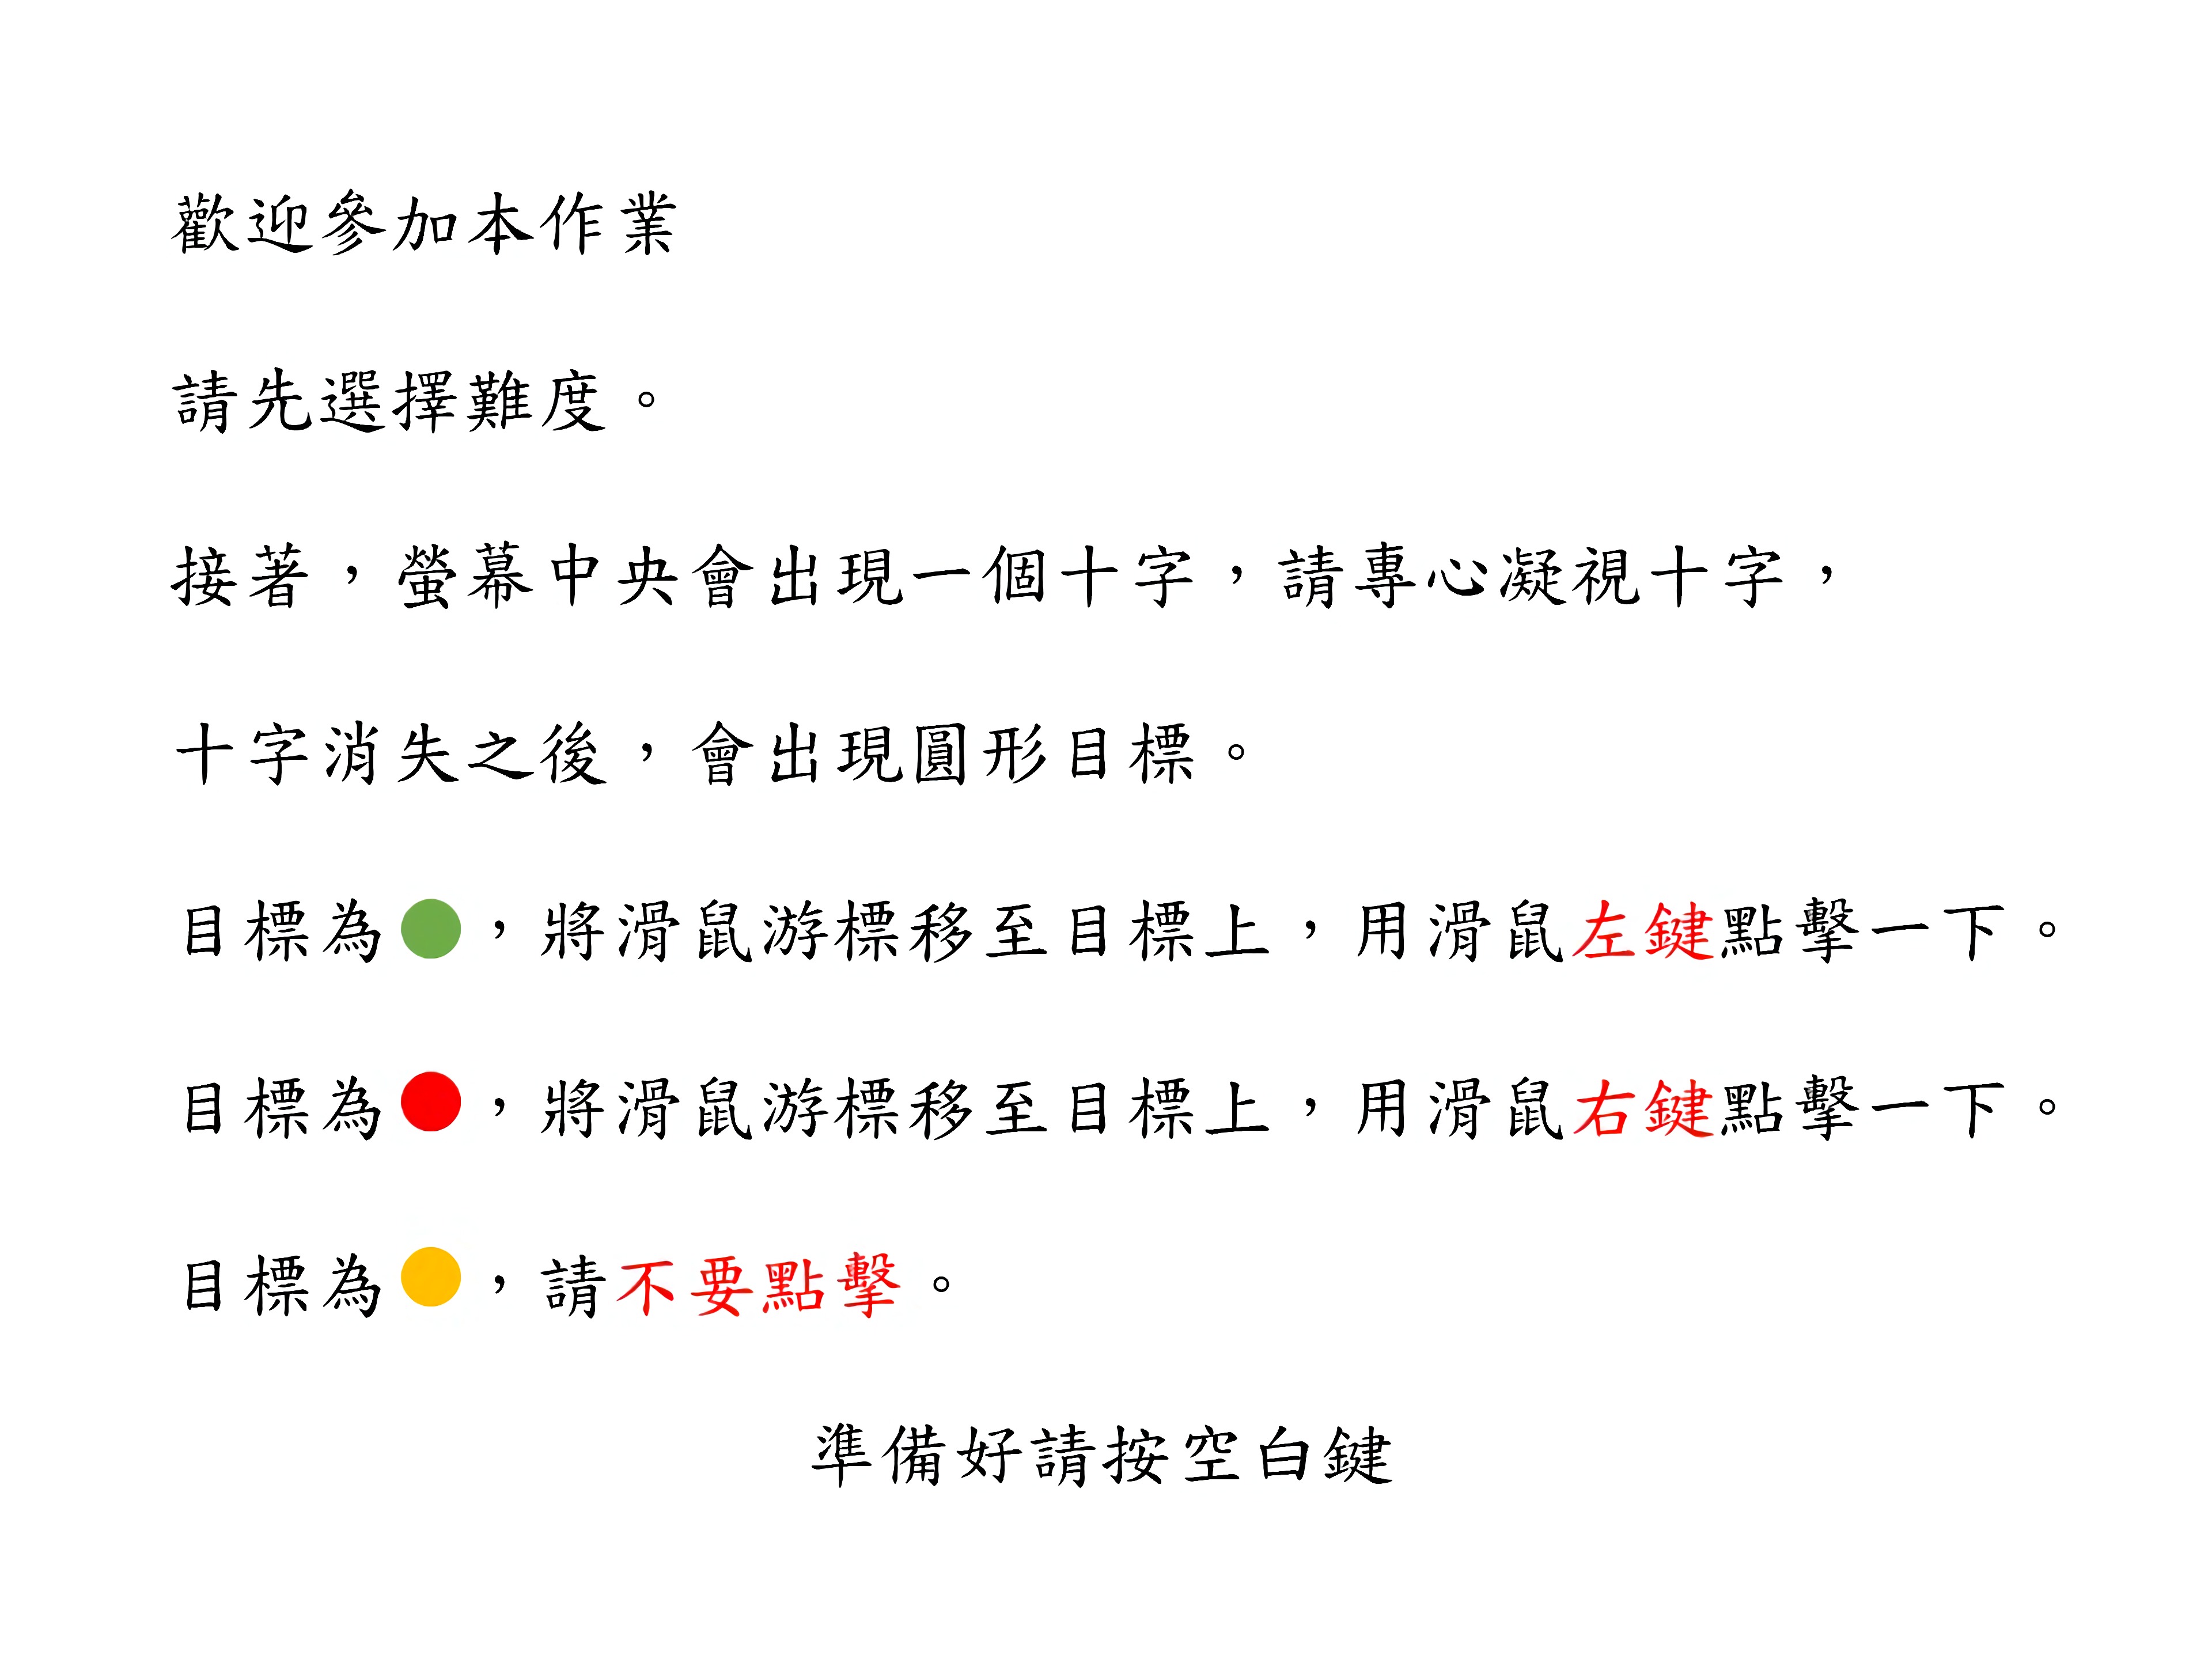 歡迎參加本作業
請先選擇難度。
接著，螢幕中央會出現一個十字，請專心凝視十字，
十字消失之後，會出現圓形目標。
目標為，將滑鼠游標移至目標上，用滑鼠左鍵點擊一下。
目標為，將滑鼠游標移至目標上，用滑鼠右鍵點擊一下。
目標為，請不要點擊。
準備好請按空白鍵